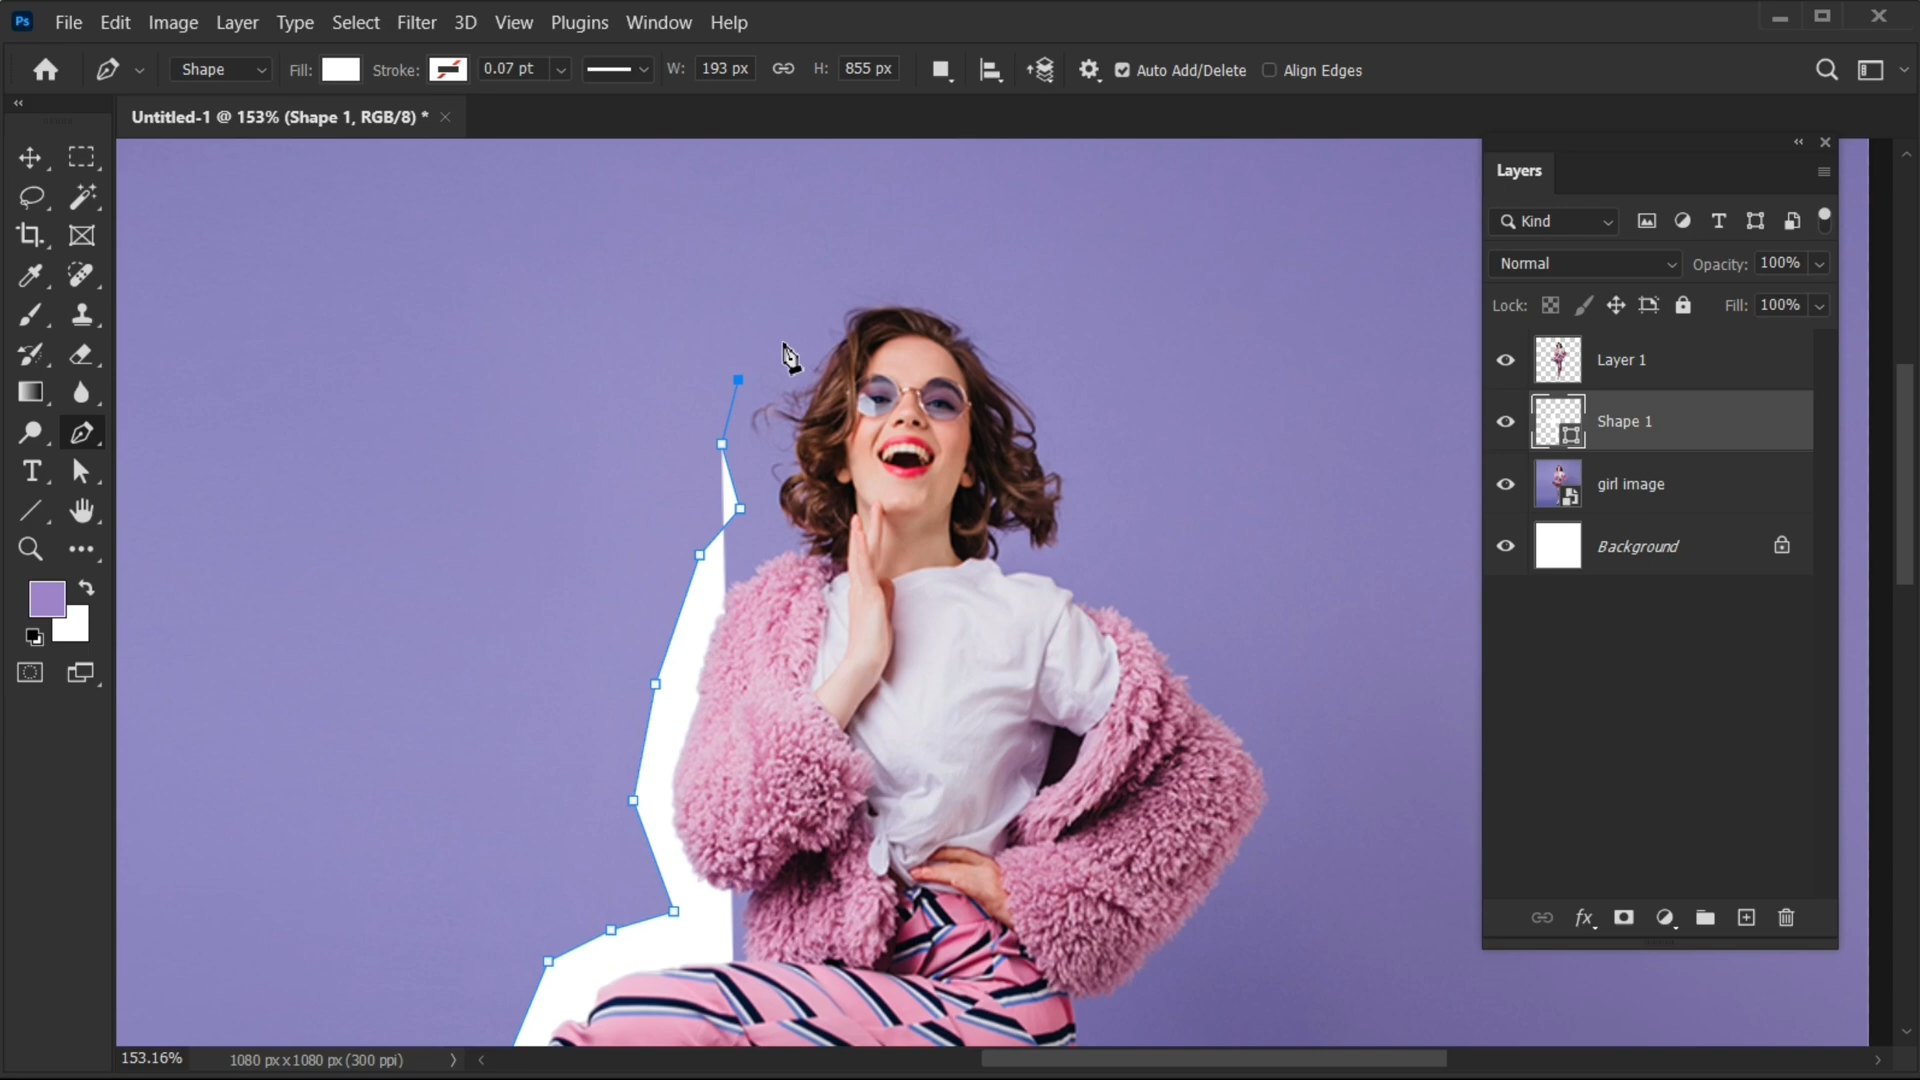 Ps File Edit Image Layer Type Select Filter 3D View Plugins Window Help
Shape Fill: Stroke: 0.07 pt W: 193 px H: 855 px Auto Add/Delete Align Edges
Untitled-1 @ 153% (Shape 1, RGB/8) *
Layers
Kind
Normal Opacity: 100%
Lock: Fill: 100%
Layer 1
Shape 1
girl image
Background
fx
153.16% 1080 px x 1080 px (300 ppi)